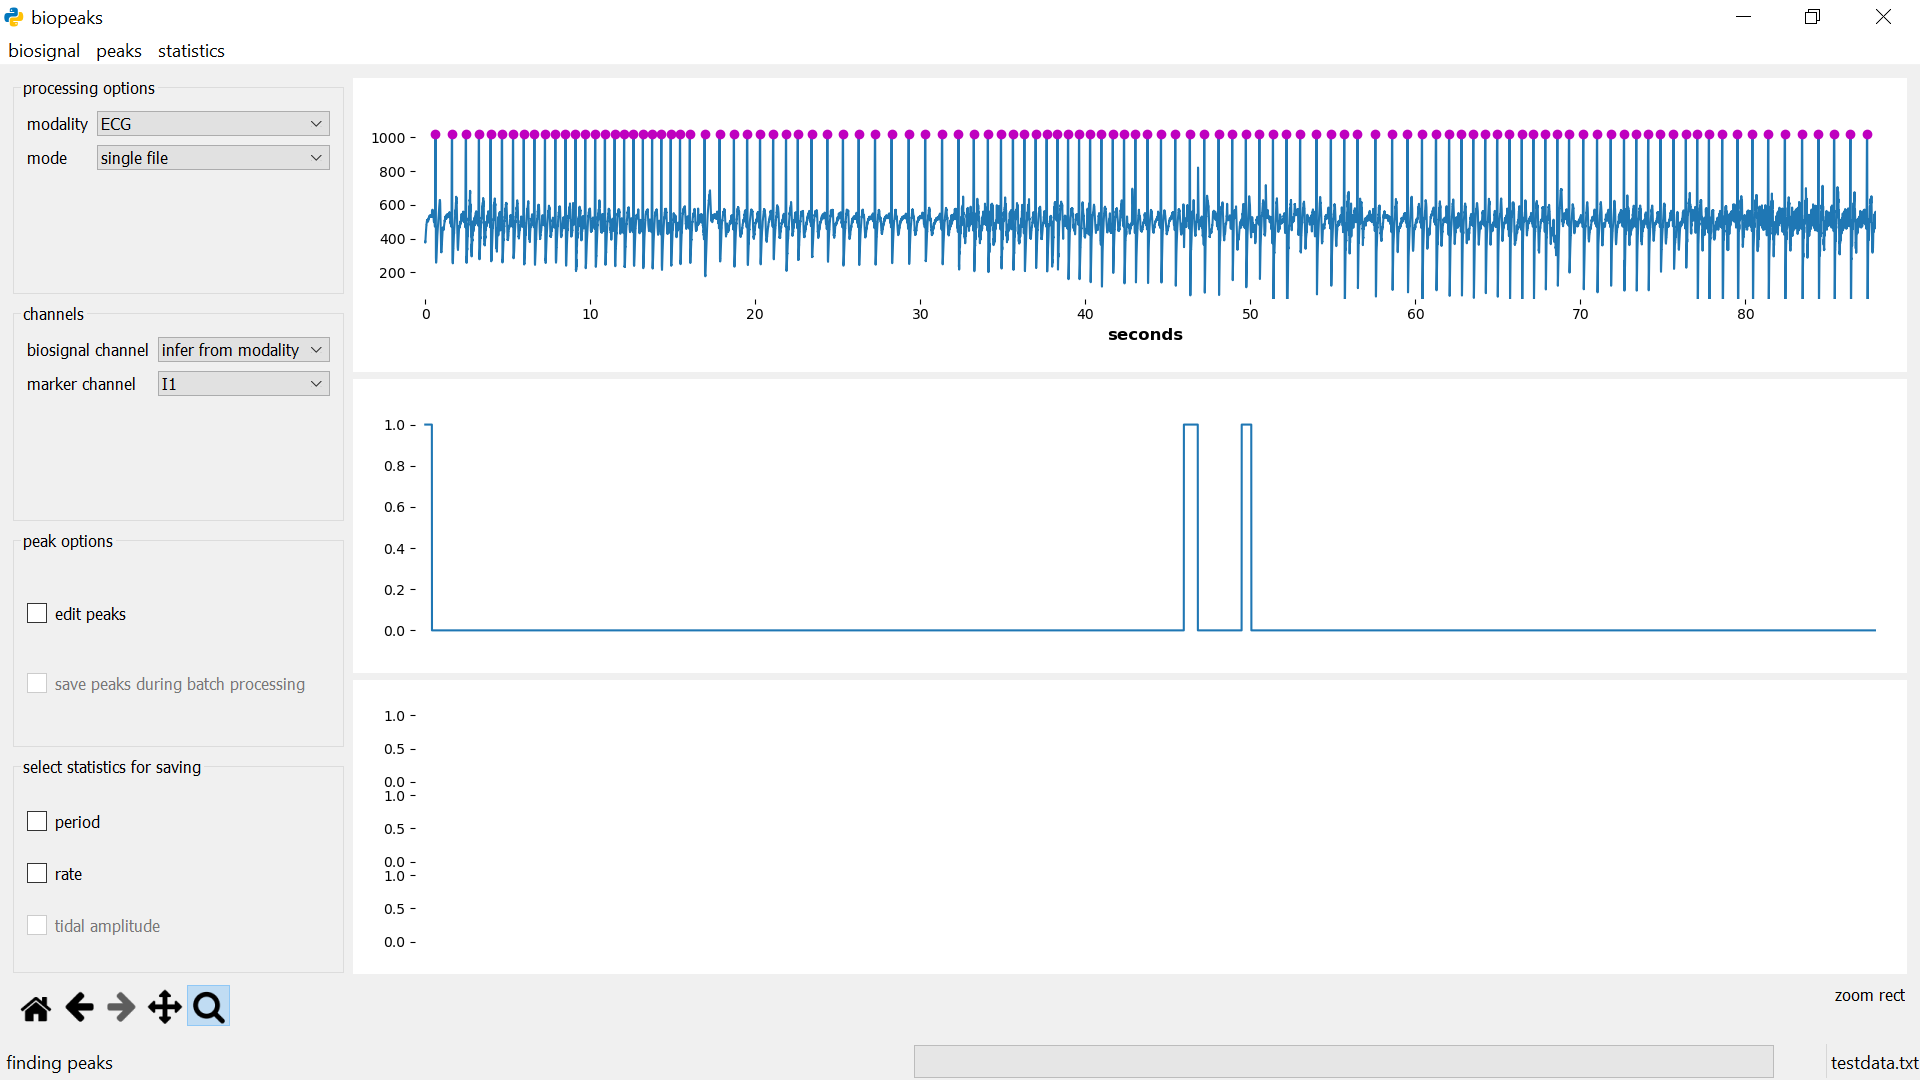 biopeaks
biosignal peaks statistics
processing options
modality ECG
mode single file
channels
biosignal channel infer from modality
marker channel I1
peak options
edit peaks
save peaks during batch processing
select statistics for saving
period
rate
tidal amplitude
1000
800
600
400
200
0 10 20 30 40 50 60 70 80
seconds
1.0
0.8
0.6
0.4
0.2
0.0
1.0
0.5
0.0
1.0
0.5
0.0
1.0
0.5
0.0
zoom rect
finding peaks
testdata.txt